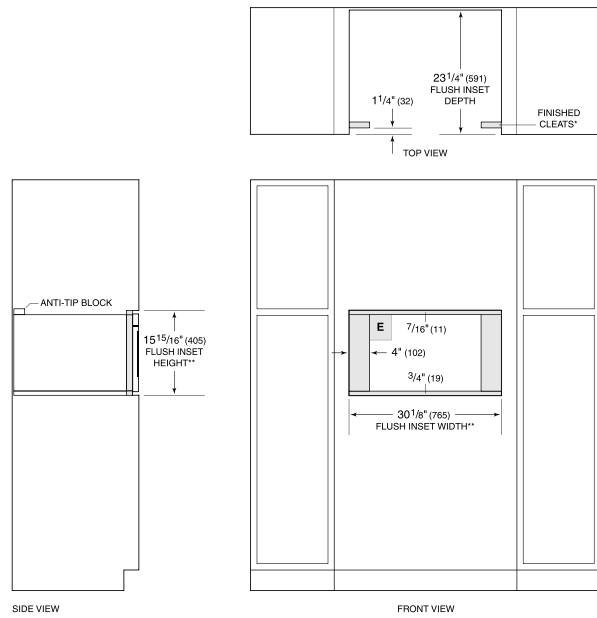 23 1/4" (591)
FLUSH INSET
DEPTH
1 1/4" (32)
FINISHED
CLEATS*
TOP VIEW
ANTI-TIP BLOCK
15 15/16" (405)
FLUSH INSET
HEIGHT**
E
7/16" (11)
4" (102)
3/4" (19)
30 1/8" (765)
FLUSH INSET WIDTH**
SIDE VIEW
FRONT VIEW